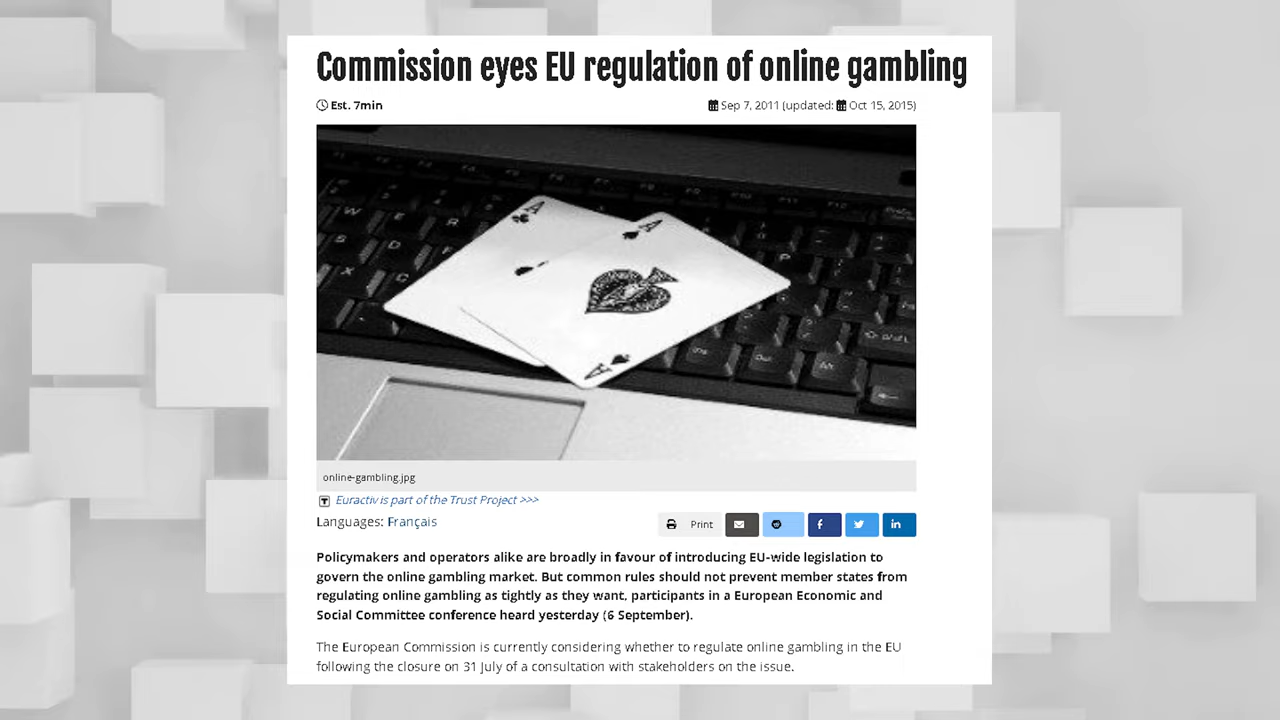 Commission eyes EU regulation of online gambling
Est. 7min
Sep 7, 2011 (updated: Oct 15, 2015)
online-gambling.jpg
Euractiv is part of the Trust Project >>>
Languages: Français
Print
Policymakers and operators alike are broadly in favour of introducing EU-wide legislation to
govern the online gambling market. But common rules should not prevent member states from
regulating online gambling as tightly as they want, participants in a European Economic and
Social Committee conference heard yesterday (6 September).
The European Commission is currently considering whether to regulate online gambling in the EU
following the closure on 31 July of a consultation with stakeholders on the issue.